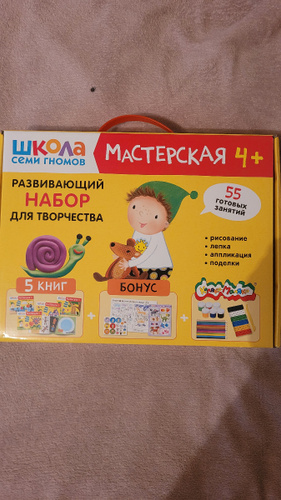 ШКОЛА
СЕМИ ГНОМОВ
МАСТЕРСКАЯ 4+
РАЗВИВАЮЩИЙ
НАБОР
ДЛЯ ТВОРЧЕСТВА
55
готовых
занятий
• рисование
• лепка
• аппликация
• поделки
5 КНИГ
БОНУС